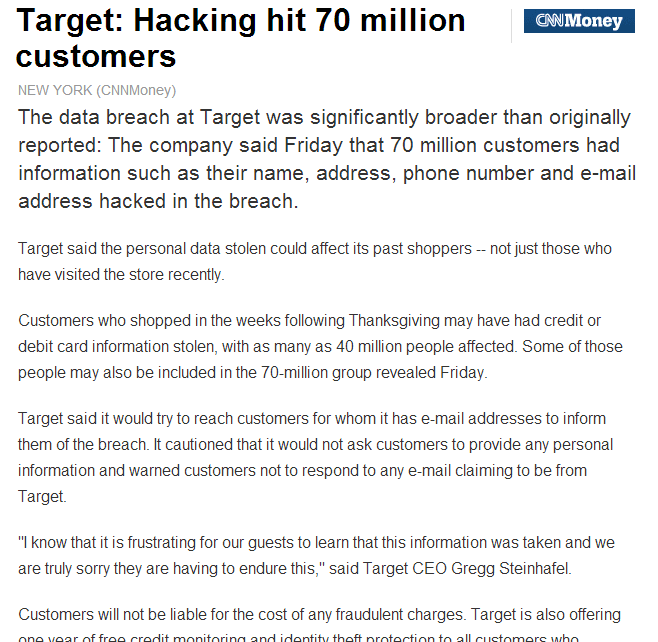 Target: Hacking hit 70 million
customers
CNNMoney
NEW YORK (CNNMoney)
The data breach at Target was significantly broader than originally
reported: The company said Friday that 70 million customers had
information such as their name, address, phone number and e-mail
address hacked in the breach.
Target said the personal data stolen could affect its past shoppers -- not just those who
have visited the store recently.
Customers who shopped in the weeks following Thanksgiving may have had credit or
debit card information stolen, with as many as 40 million people affected. Some of those
people may also be included in the 70-million group revealed Friday.
Target said it would try to reach customers for whom it has e-mail addresses to inform
them of the breach. It cautioned that it would not ask customers to provide any personal
information and warned customers not to respond to any e-mail claiming to be from
Target.
"I know that it is frustrating for our guests to learn that this information was taken and we
are truly sorry they are having to endure this," said Target CEO Gregg Steinhafel.
Customers will not be liable for the cost of any fraudulent charges. Target is also offering
one year of free credit monitoring and identity theft protection to all customers who